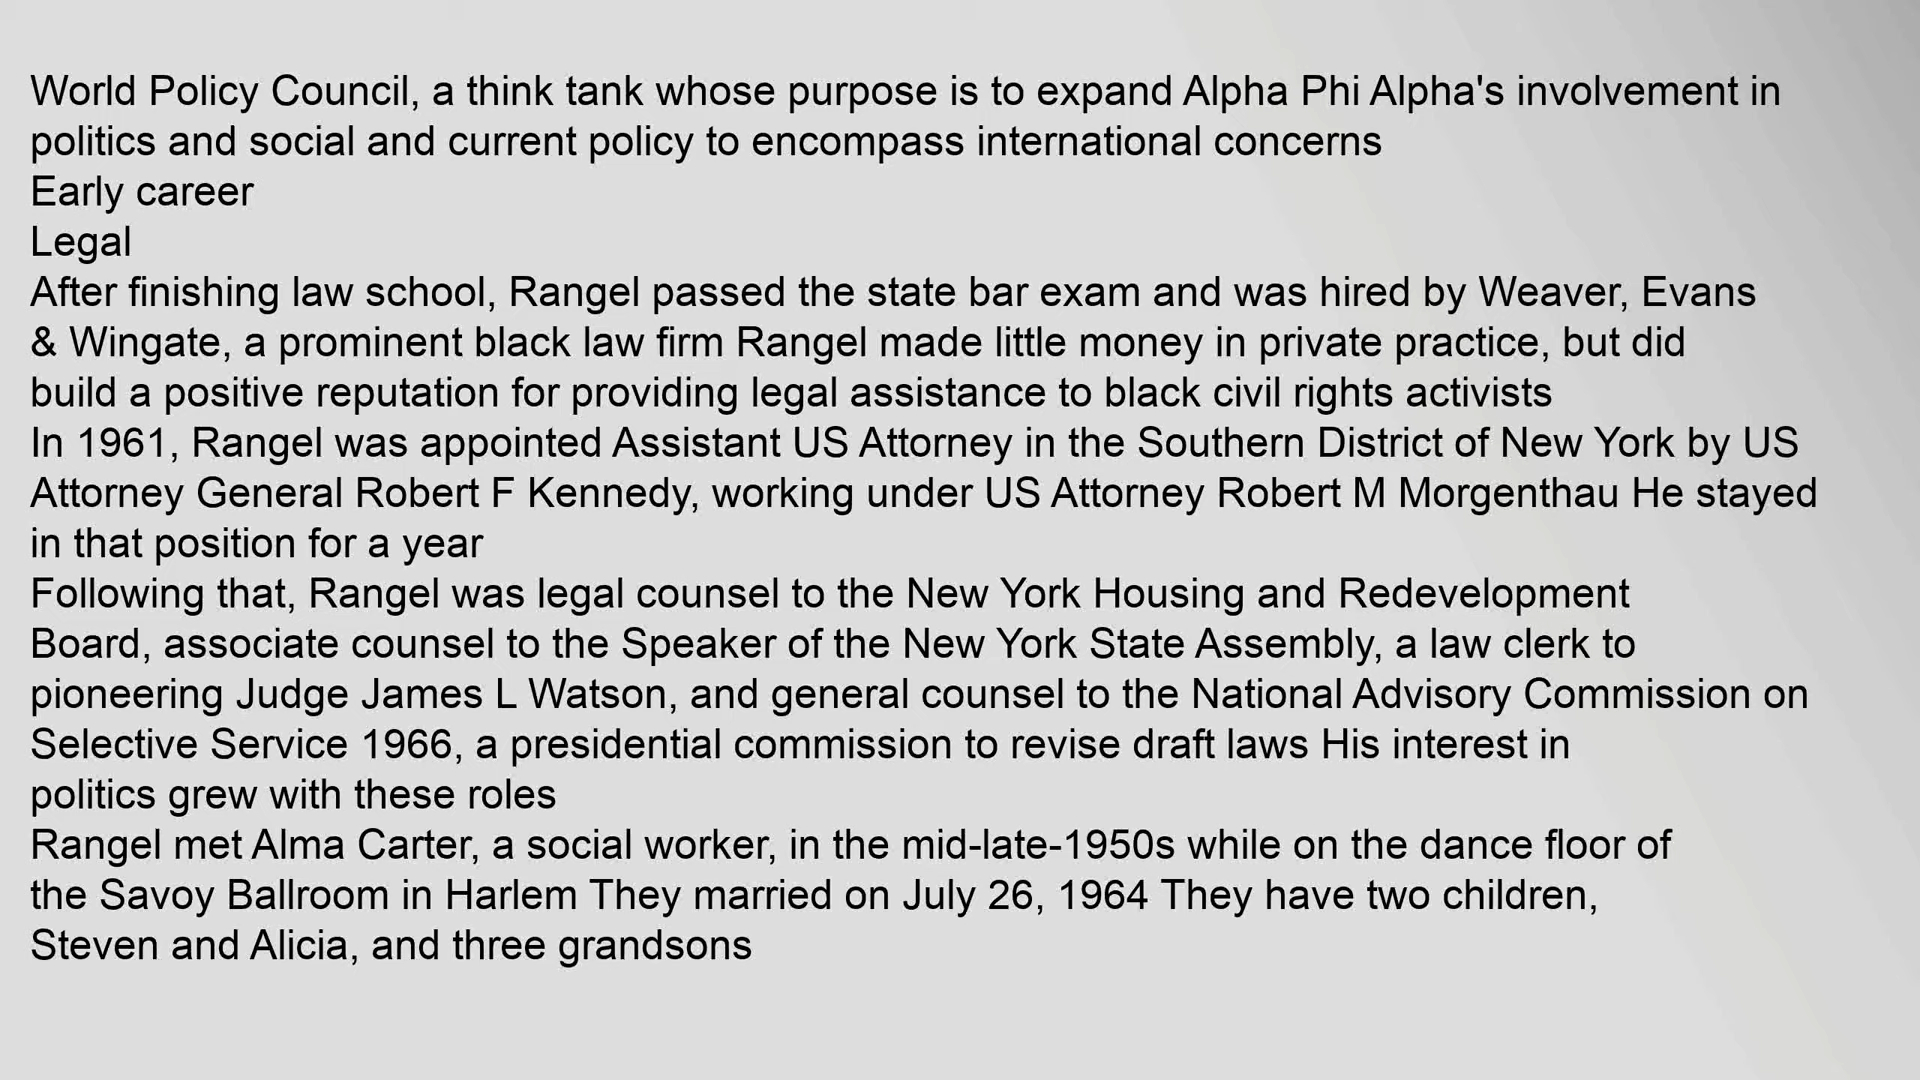 World Policy Council, a think tank whose purpose is to expand Alpha Phi Alpha's involvement in
politics and social and current policy to encompass international concerns
Early career
Legal
After finishing law school, Rangel passed the state bar exam and was hired by Weaver, Evans
& Wingate, a prominent black law firm Rangel made little money in private practice, but did
build a positive reputation for providing legal assistance to black civil rights activists
In 1961, Rangel was appointed Assistant US Attorney in the Southern District of New York by US
Attorney General Robert F Kennedy, working under US Attorney Robert M Morgenthau He stayed
in that position for a year
Following that, Rangel was legal counsel to the New York Housing and Redevelopment
Board, associate counsel to the Speaker of the New York State Assembly, a law clerk to
pioneering Judge James L Watson, and general counsel to the National Advisory Commission on
Selective Service 1966, a presidential commission to revise draft laws His interest in
politics grew with these roles
Rangel met Alma Carter, a social worker, in the mid-late-1950s while on the dance floor of
the Savoy Ballroom in Harlem They married on July 26, 1964 They have two children,
Steven and Alicia, and three grandsons